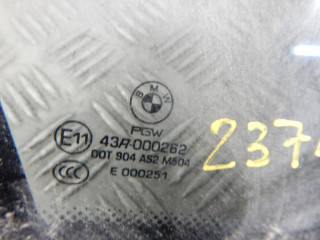 BMW
PGW
E11 43R-000262
DOT 904 AS2 M504
CCC E 000251
237